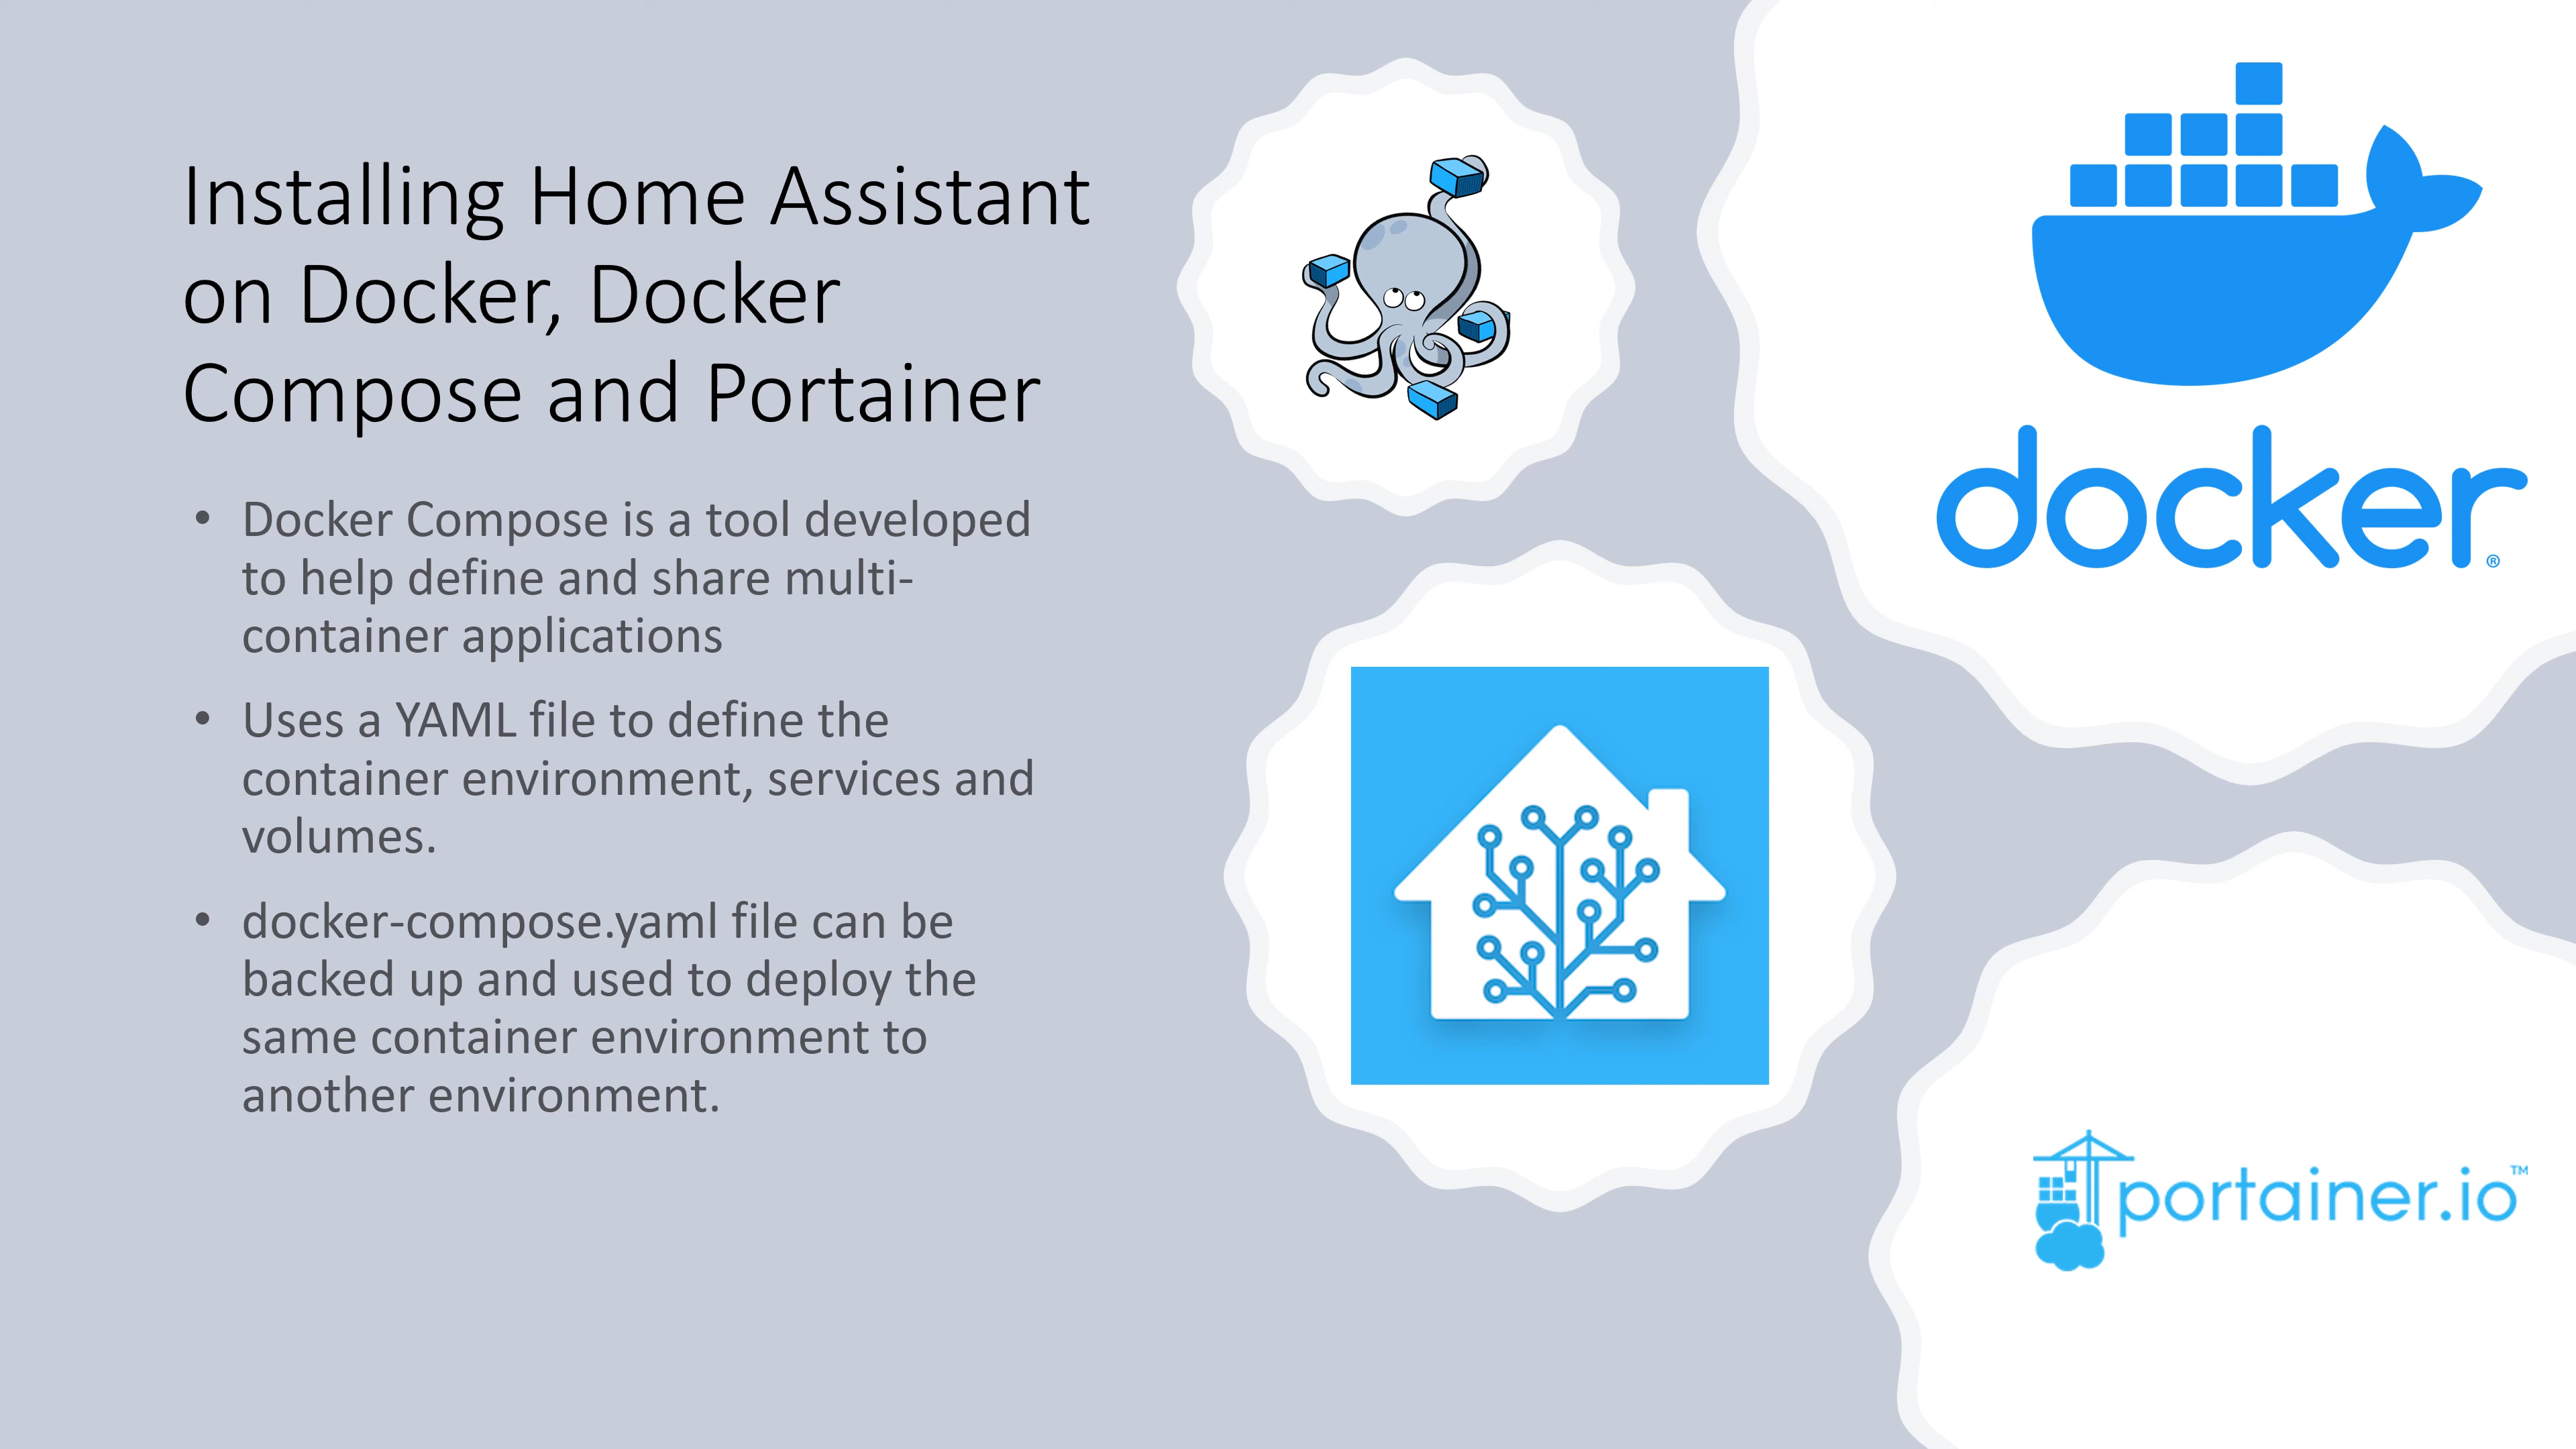 Installing Home Assistant
on Docker, Docker
Compose and Portainer
• Docker Compose is a tool developed
to help define and share multi-
container applications
• Uses a YAML file to define the
container environment, services and
volumes.
• docker-compose.yaml file can be
backed up and used to deploy the
same container environment to
another environment.
docker®
portainer.io™